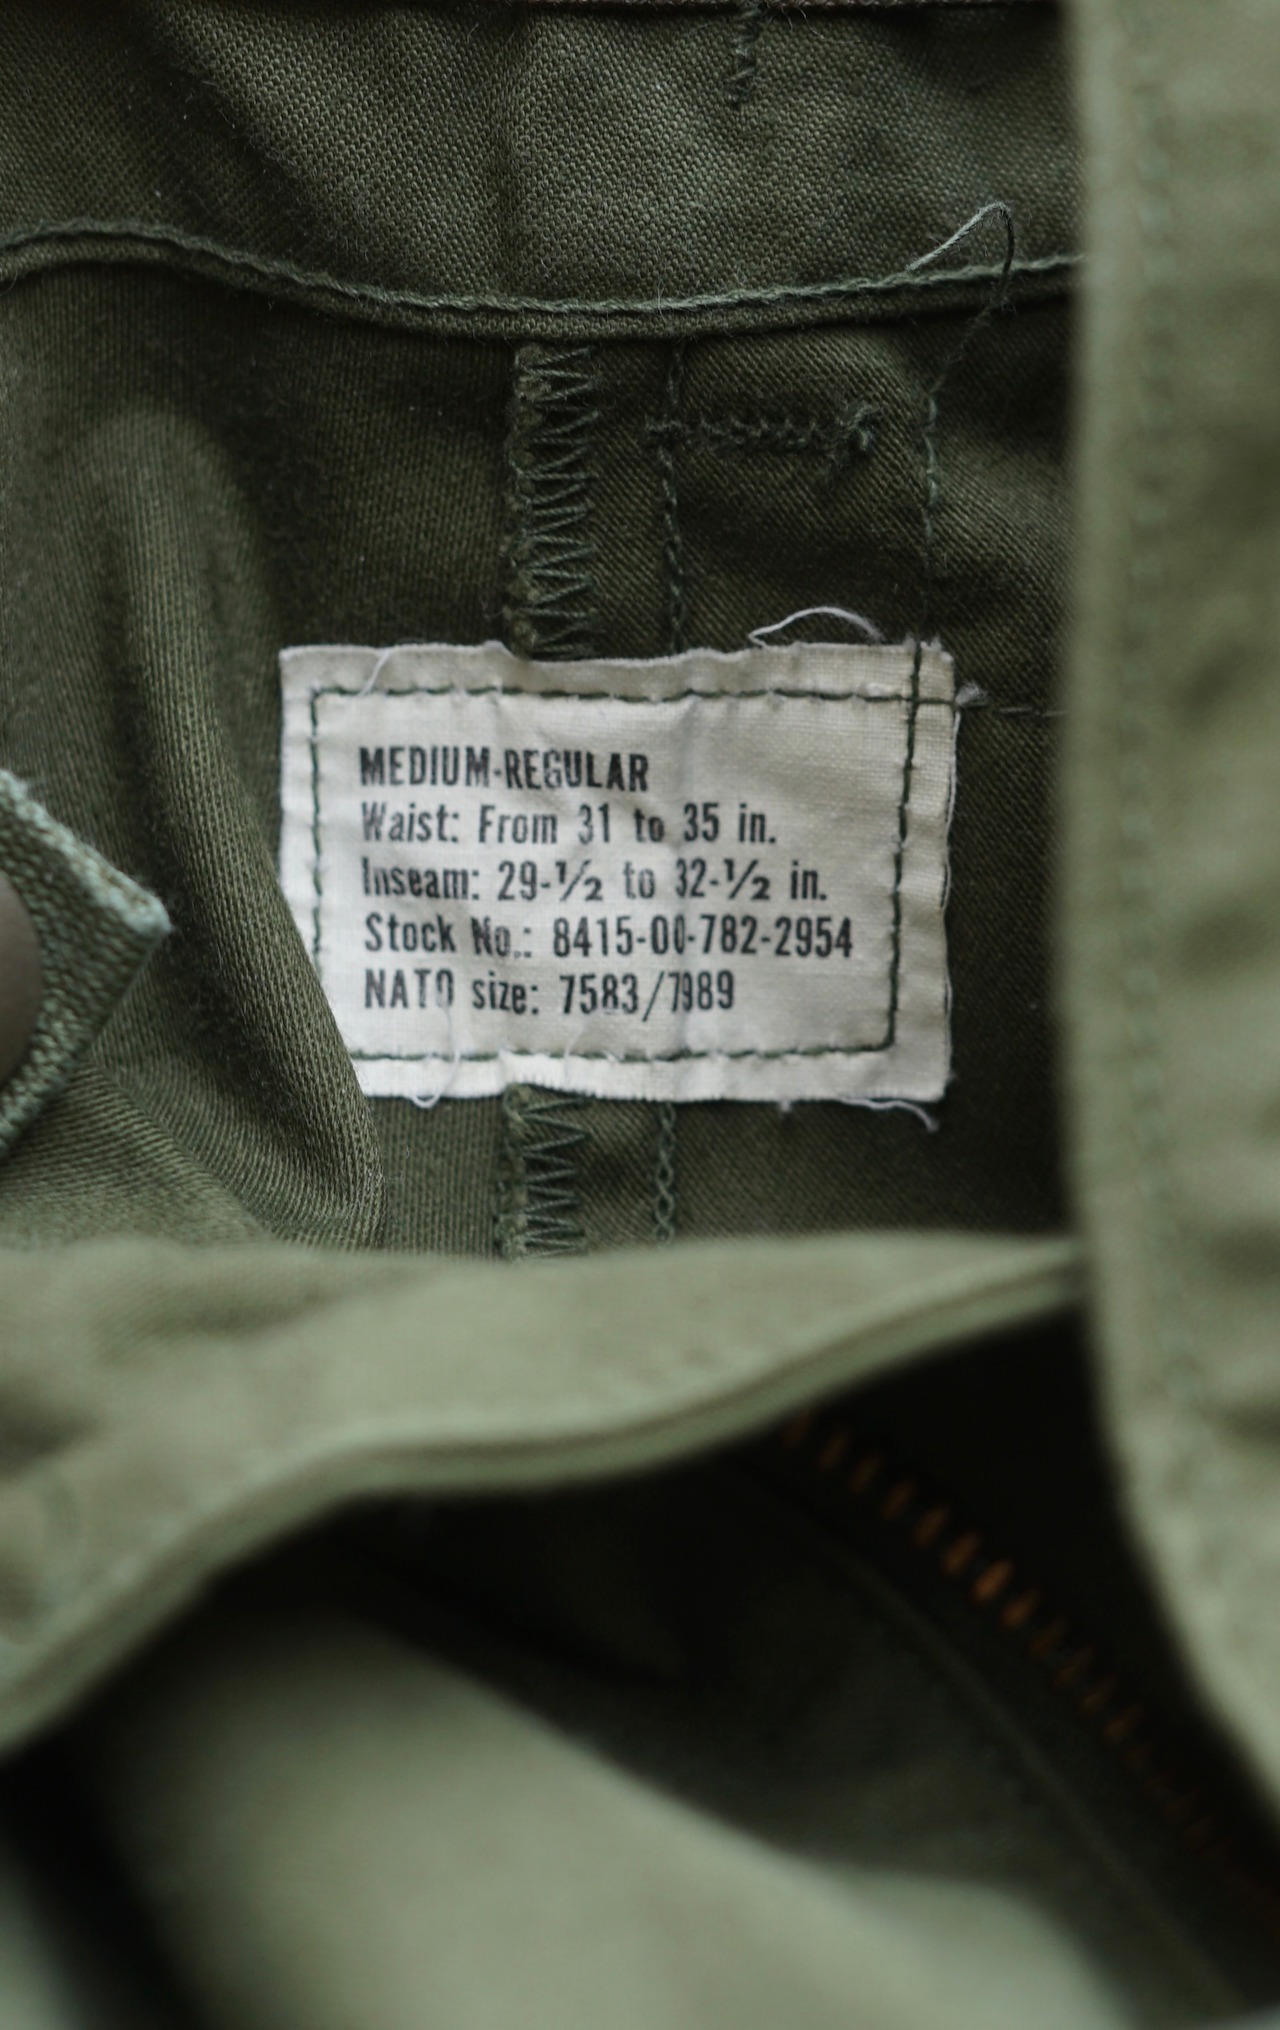 MEDIUM-REGULAR
Waist: From 31 to 35 in.
Inseam: 29-½ to 32-½ in.
Stock No.: 8415-00-782-2954
NATO size: 7583/7989